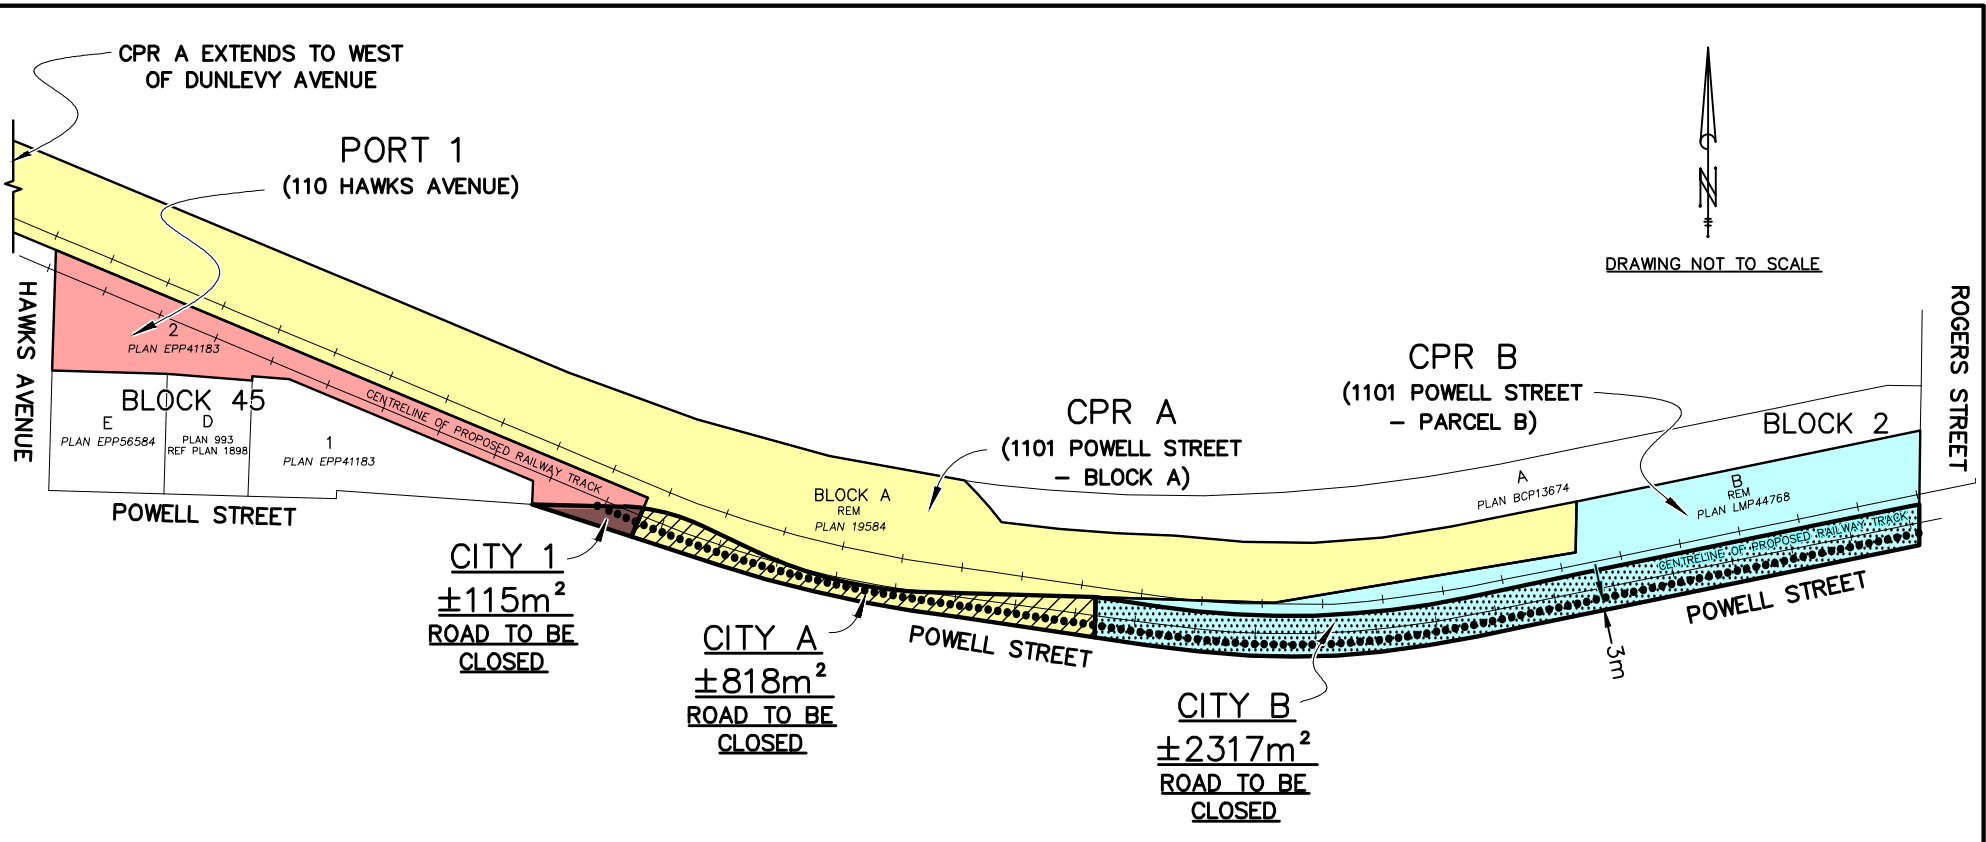 CPR A EXTENDS TO WEST
OF DUNLEVY AVENUE
PORT 1
(110 HAWKS AVENUE)
N
DRAWING NOT TO SCALE
HAWKS AVENUE
ROGERS STREET
2
PLAN EPP41183
BLOCK 45
E
PLAN EPP56584
D
PLAN 993
REF PLAN 1898
1
PLAN EPP41183
CENTRELINE OF PROPOSED RAILWAY TRACK
POWELL STREET
CPR A
(1101 POWELL STREET
- BLOCK A)
CPR B
(1101 POWELL STREET
- PARCEL B)
BLOCK 2
BLOCK A
REM
PLAN 19584
A
PLAN BCP13674
B
REM
PLAN LMP44768
CENTRELINE OF PROPOSED RAILWAY TRACK
CITY 1
±115m²
ROAD TO BE
CLOSED
CITY A
±818m²
ROAD TO BE
CLOSED
POWELL STREET
CITY B
±2317m²
ROAD TO BE
CLOSED
3m
POWELL STREET